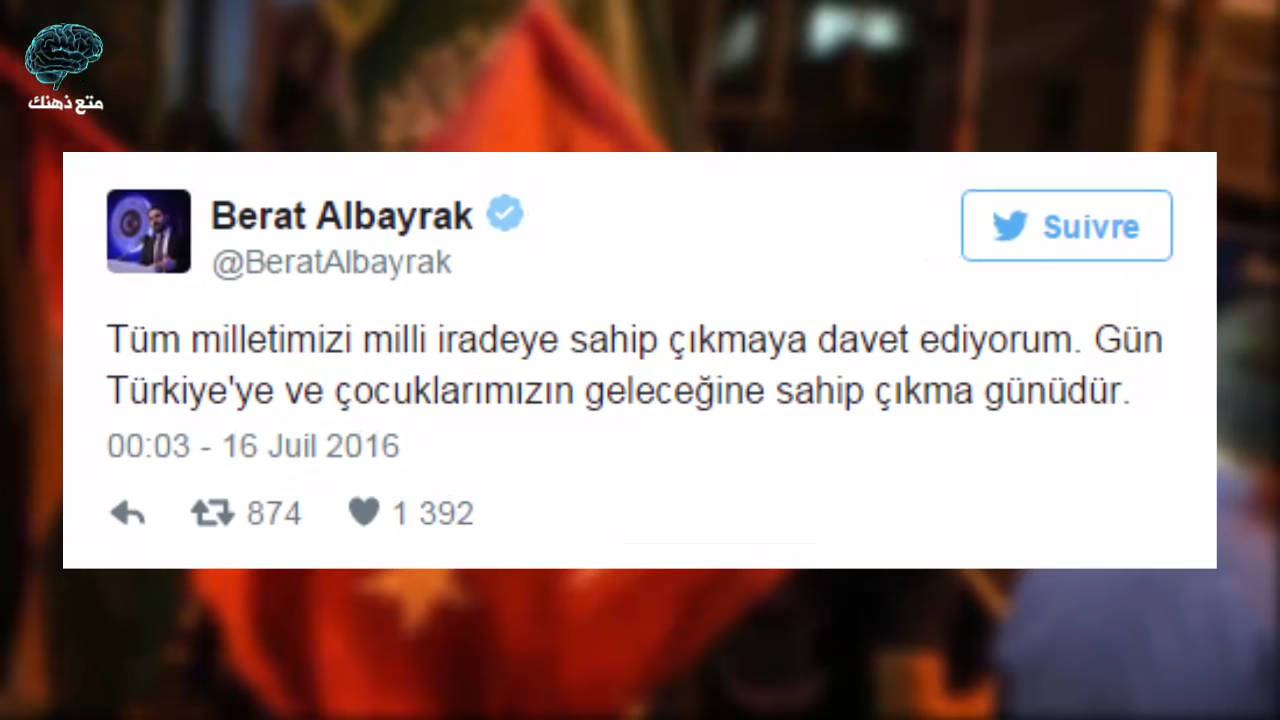 متع ذهنك
Berat Albayrak
@BeratAlbayrak
Suivre
Tüm milletimizi milli iradeye sahip çıkmaya davet ediyorum. Gün
Türkiye'ye ve çocuklarımızın geleceğine sahip çıkma günüdür.
00:03 - 16 Juil 2016
874
1 392